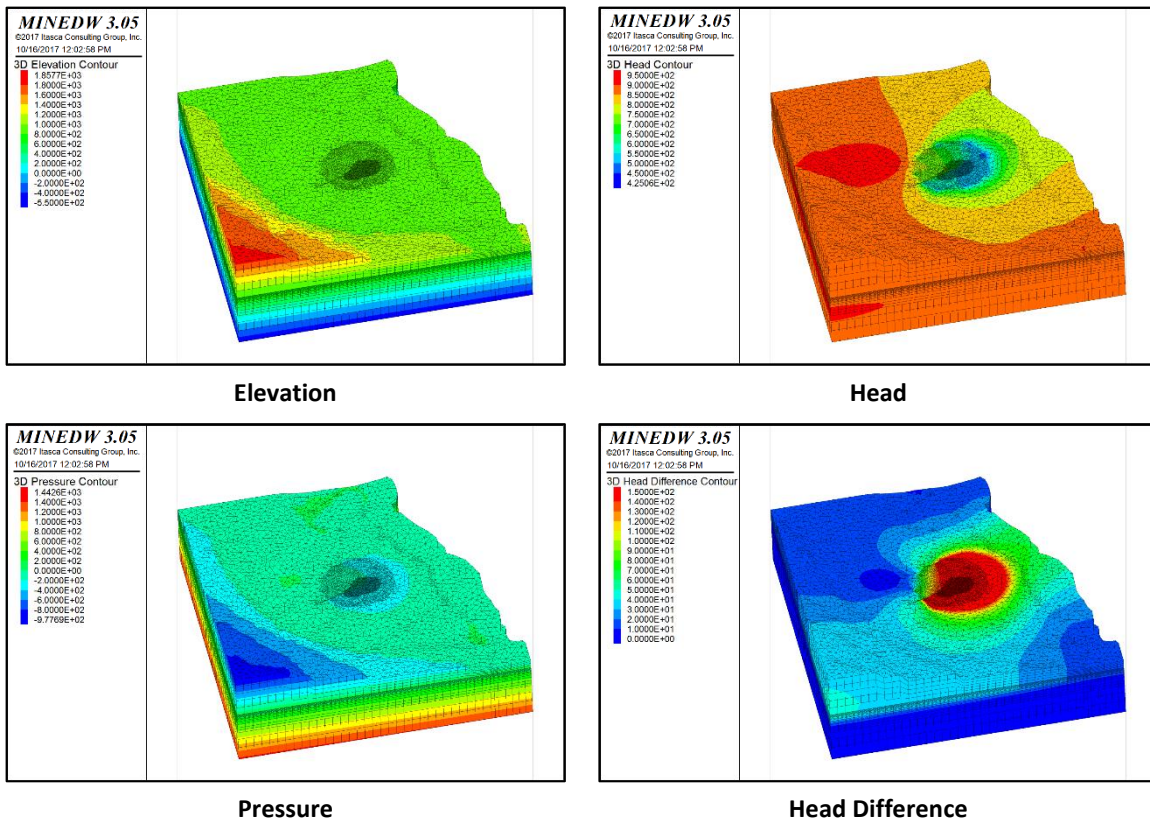 MINEDW 3.05
©2017 Itasca Consulting Group, Inc.
10/16/2017 12:02:58 PM
3D Elevation Contour
1.8577E+03
1.8000E+03
1.6000E+03
1.4000E+03
1.2000E+03
1.0000E+03
8.0000E+02
6.0000E+02
4.0000E+02
2.0000E+02
0.0000E+00
-2.0000E+02
-4.0000E+02
-5.5000E+02
Elevation
MINEDW 3.05
©2017 Itasca Consulting Group, Inc.
10/16/2017 12:02:58 PM
3D Head Contour
9.5000E+02
9.0000E+02
8.5000E+02
8.0000E+02
7.5000E+02
7.0000E+02
6.5000E+02
6.0000E+02
5.5000E+02
5.0000E+02
4.5000E+02
4.2506E+02
Head
MINEDW 3.05
©2017 Itasca Consulting Group, Inc.
10/16/2017 12:02:58 PM
3D Pressure Contour
1.4426E+03
1.4000E+03
1.2000E+03
1.0000E+03
8.0000E+02
6.0000E+02
4.0000E+02
2.0000E+02
0.0000E+00
-2.0000E+02
-4.0000E+02
-6.0000E+02
-8.0000E+02
-9.7769E+02
Pressure
MINEDW 3.05
©2017 Itasca Consulting Group, Inc.
10/16/2017 12:02:58 PM
3D Head Difference Contour
1.5000E+02
1.4000E+02
1.3000E+02
1.2000E+02
1.1000E+02
1.0000E+02
9.0000E+01
8.0000E+01
7.0000E+01
6.0000E+01
5.0000E+01
4.0000E+01
3.0000E+01
2.0000E+01
1.0000E+01
0.0000E+00
Head Difference